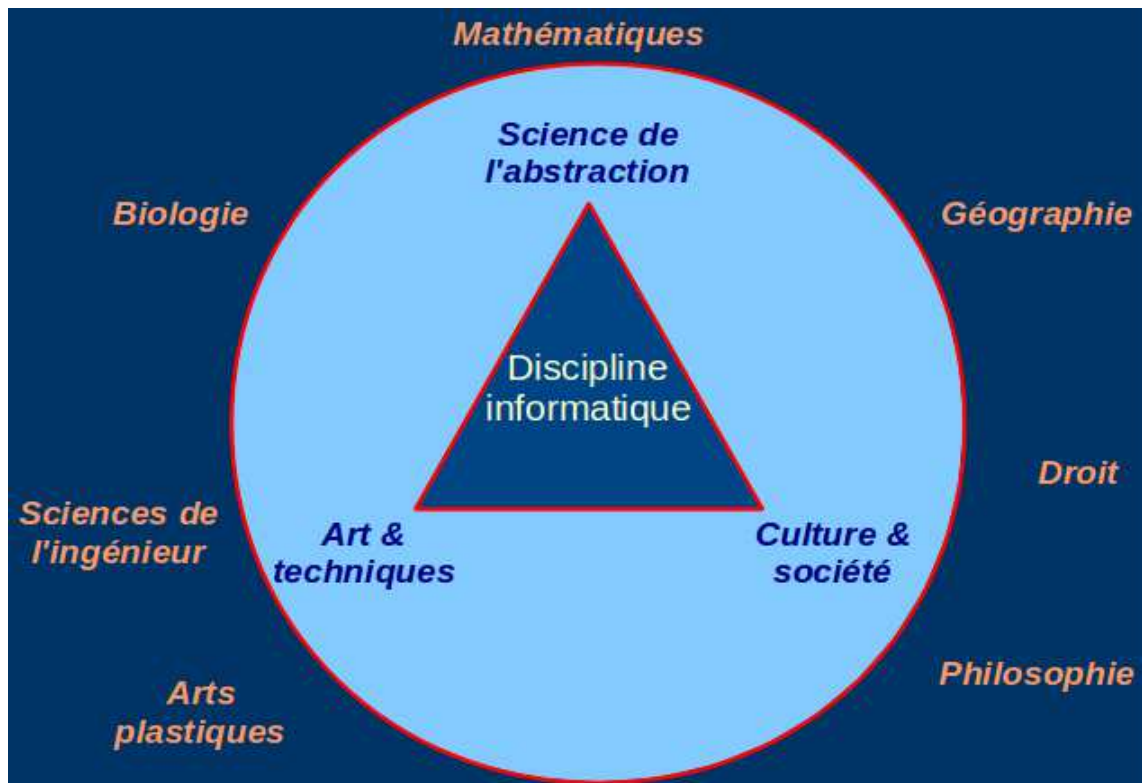 Mathématiques
Science de
l'abstraction
Biologie
Géographie
Discipline
informatique
Droit
Sciences de
l'ingénieur
Art &
techniques
Culture &
société
Philosophie
Arts
plastiques